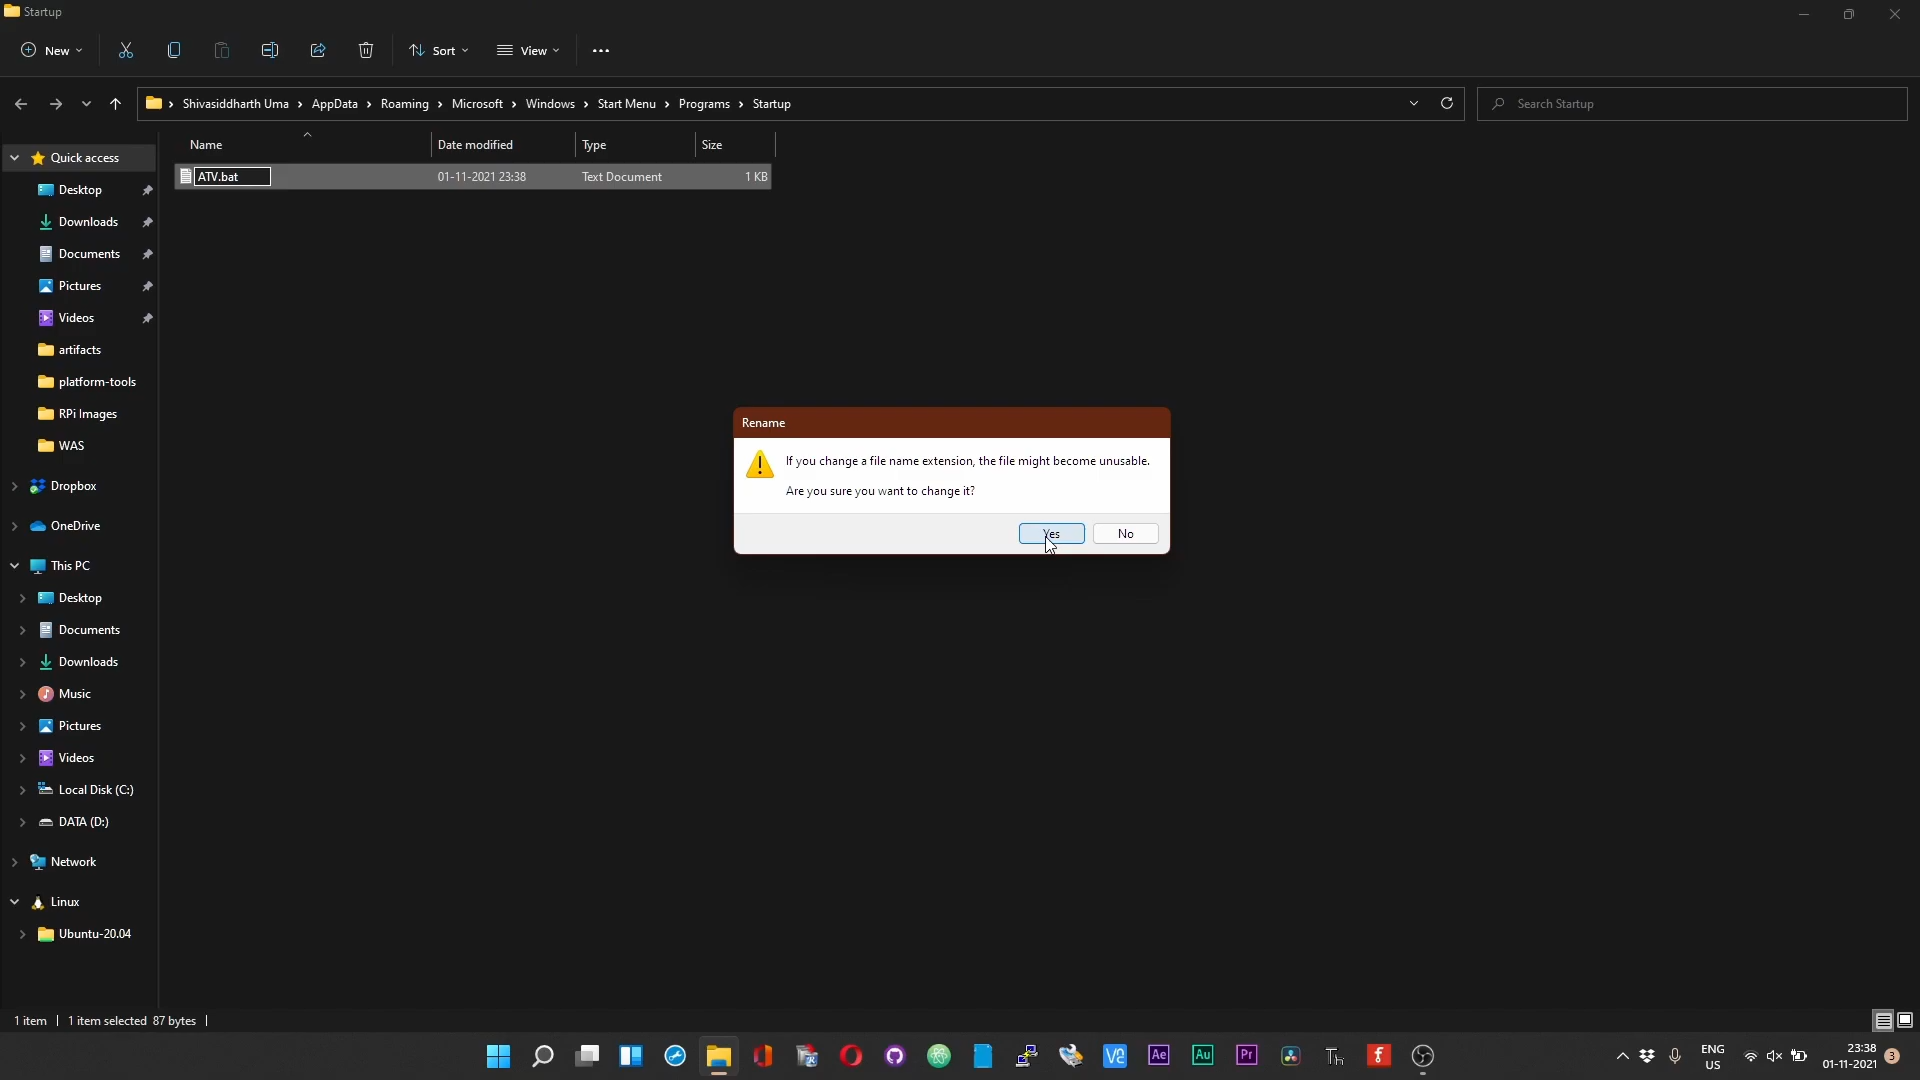 Startup
New
Sort
View
Shivasiddharth Uma
AppData
Roaming
Microsoft
Windows
Start Menu
Programs
Startup
Search Startup
Name
Date modified
Type
Size
Quick access
ATV.bat
01-11-2021 23:38
Text Document
1 KB
Desktop
Downloads
Documents
Pictures
Videos
artifacts
platform-tools
RPi Images
WAS
Dropbox
OneDrive
This PC
Desktop
Documents
Downloads
Music
Pictures
Videos
Local Disk (C:)
DATA (D:)
Network
Linux
Ubuntu-20.04
Rename
If you change a file name extension, the file might become unusable.
Are you sure you want to change it?
Yes
No
1 item
1 item selected 87 bytes
Ae
Au
Pr
Th
f
ENG
US
23:38
01-11-2021
3